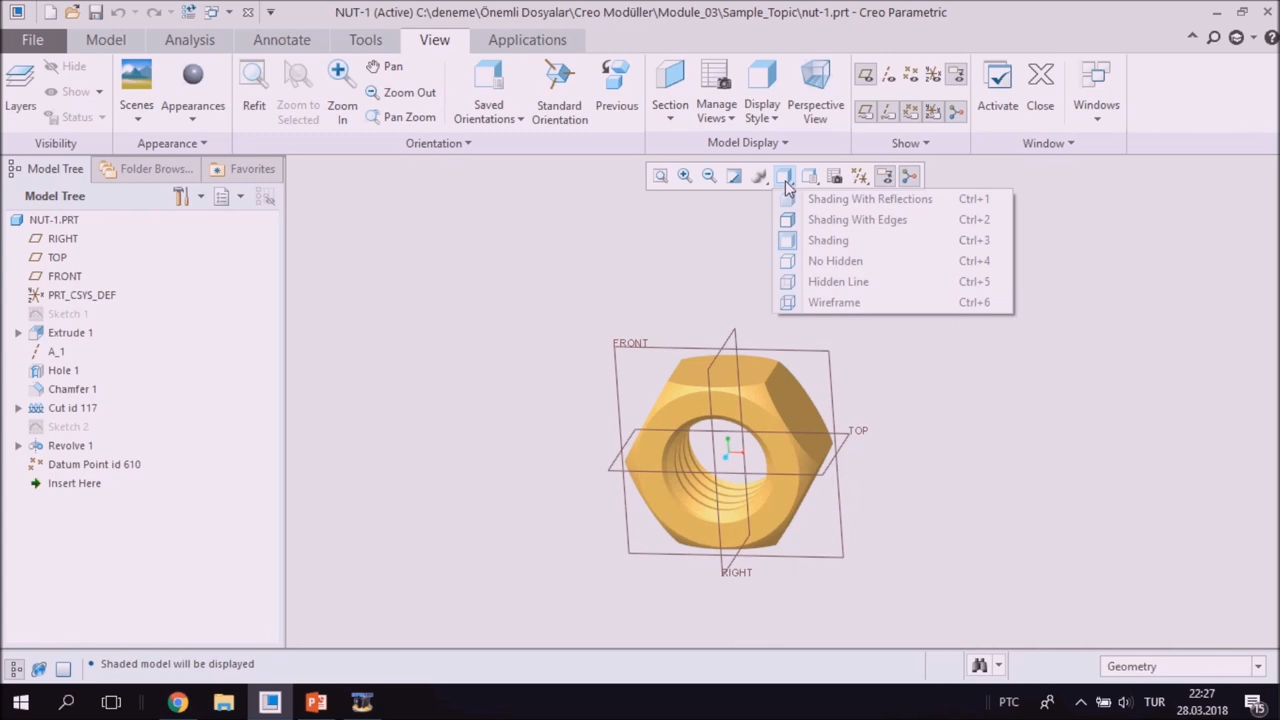 NUT-1 (Active) C:\deneme\Önemli Dosyalar\Creo Modüller\Module_03\Sample_Topic\nut-1.prt - Creo Parametric
File Model Analysis Annotate Tools View Applications
Hide
Show
Status
Layers
Visibility
Scenes Appearances
Appearance
Refit Zoom to Selected Zoom In
Pan
Zoom Out
Pan Zoom
Saved Orientations Standard Orientation Previous
Orientation
Section Manage Views Display Style Perspective View
Model Display
Show
Activate Close Windows
Window
Model Tree Folder Brows... Favorites
Model Tree
NUT-1.PRT
RIGHT
TOP
FRONT
PRT_CSYS_DEF
Sketch 1
Extrude 1
A_1
Hole 1
Chamfer 1
Cut id 117
Sketch 2
Revolve 1
Datum Point id 610
Insert Here
Shading With Reflections Ctrl+1
Shading With Edges Ctrl+2
Shading Ctrl+3
No Hidden Ctrl+4
Hidden Line Ctrl+5
Wireframe Ctrl+6
FRONT
TOP
RIGHT
Shaded model will be displayed
Geometry
PTC
TUR
22:27
28.03.2018
15